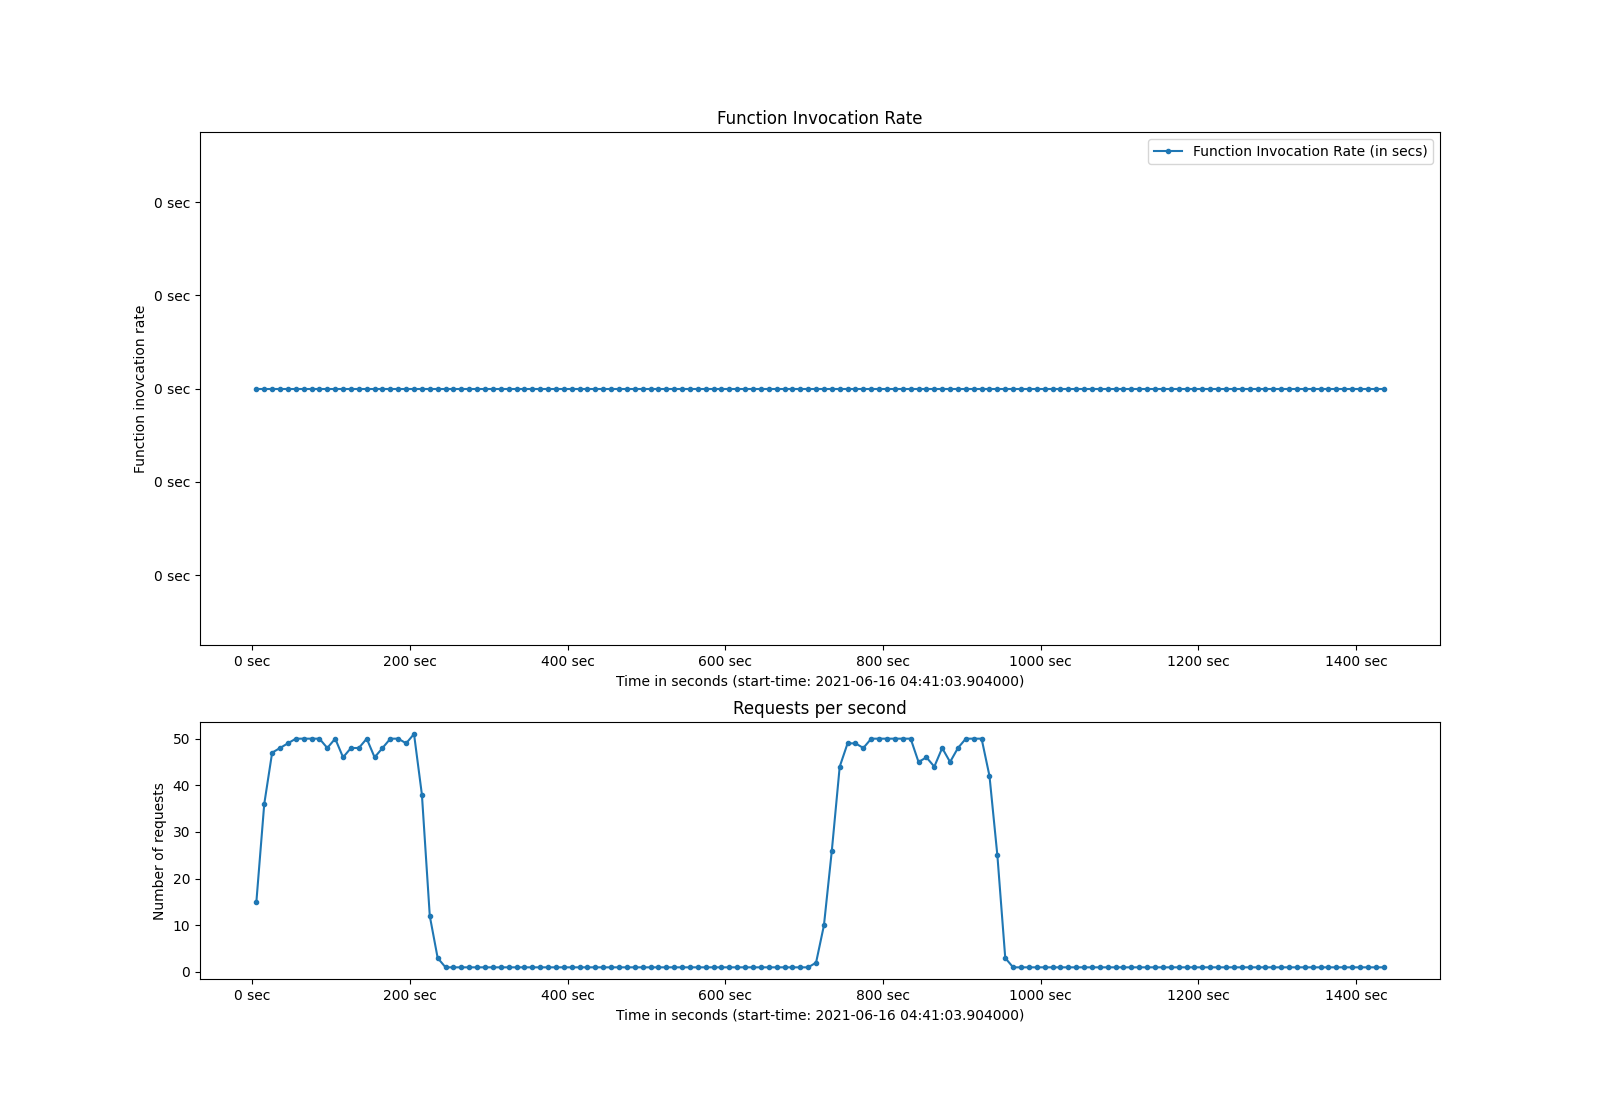 Function Invocation Rate
Function Invocation Rate (in secs)
0 sec
0 sec
0 sec
0 sec
0 sec
Function inovcation rate
0 sec 200 sec 400 sec 600 sec 800 sec 1000 sec 1200 sec 1400 sec
Time in seconds (start-time: 2021-06-16 04:41:03.904000)
Requests per second
50
40
30
20
10
0
Number of requests
0 sec 200 sec 400 sec 600 sec 800 sec 1000 sec 1200 sec 1400 sec
Time in seconds (start-time: 2021-06-16 04:41:03.904000)